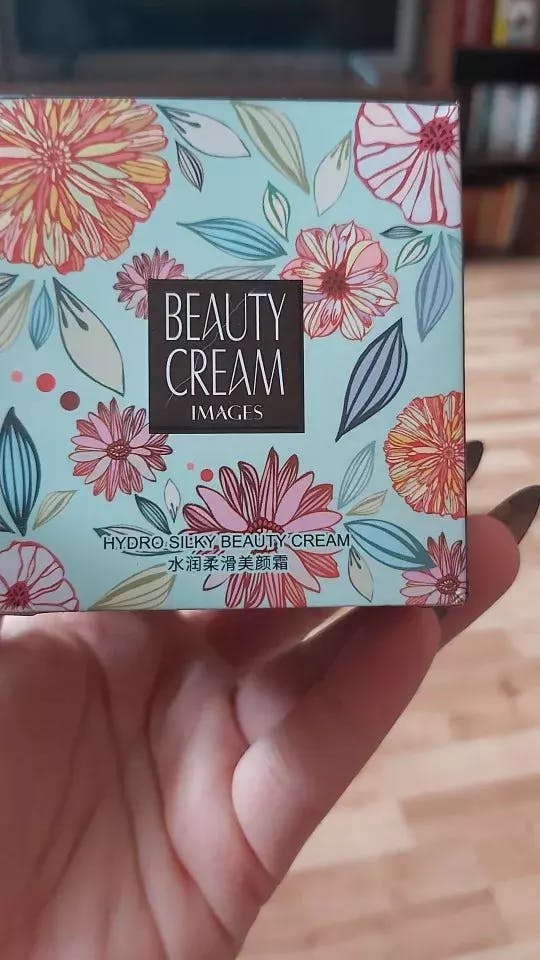 BEAUTY
CREAM
IMAGES
HYDRO SILKY BEAUTY CREAM
水润柔滑美颜霜